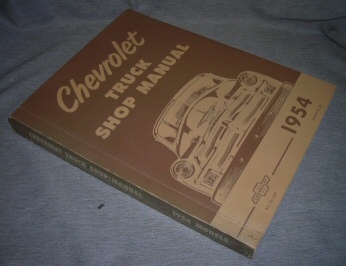 Chevrolet
TRUCK
SHOP MANUAL
1954
CHEVROLET TRUCK SHOP MANUAL 1954 MODELS